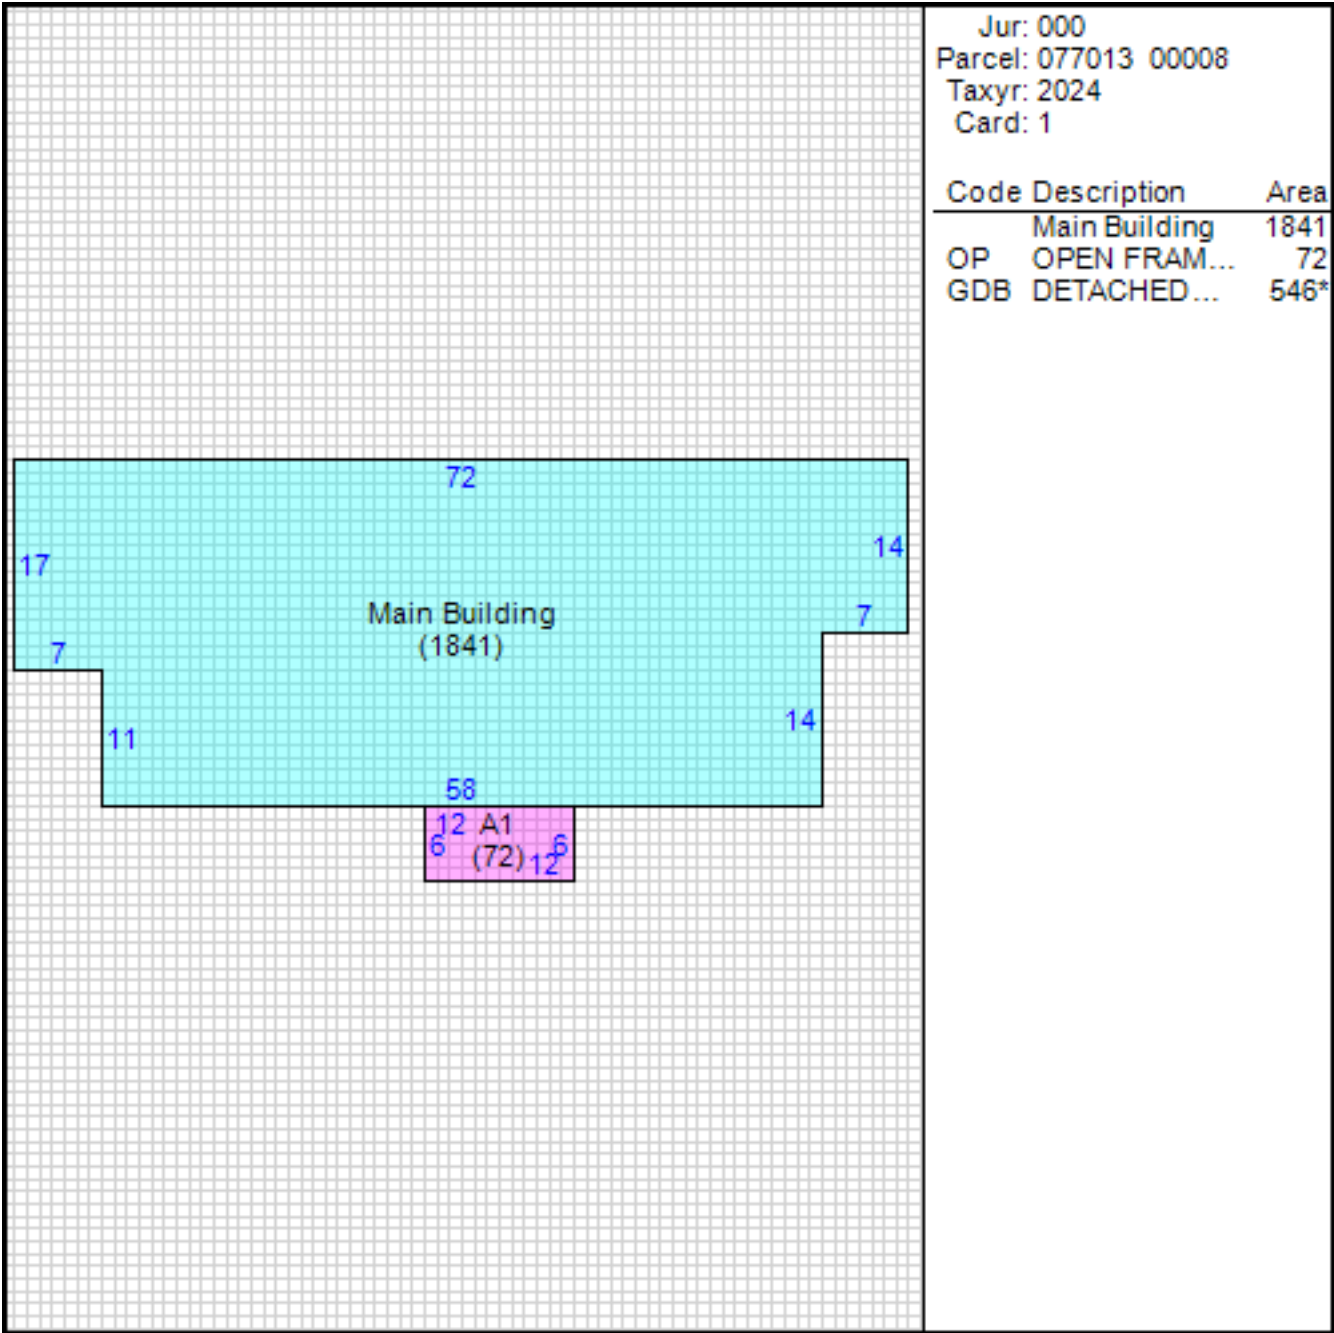 Jur: 000
Parcel: 077013 00008
Taxyr: 2024
Card: 1
Code Description Area
Main Building 1841
OP OPEN FRAM... 72
GDB DETACHED... 546*
72
17
14
7
Main Building
(1841)
7
11
14
58
12 A1
6 6
(72) 12